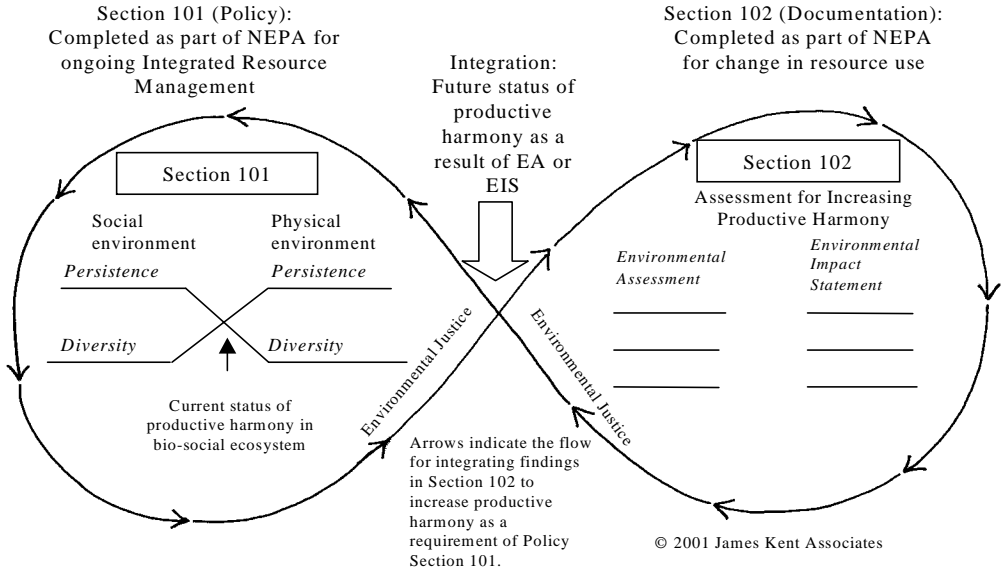 Section 101 (Policy):
Completed as part of NEPA for
ongoing Integrated Resource
Management
Integration:
Future status of
productive
harmony as a
result of EA or
EIS
Section 102 (Documentation):
Completed as part of NEPA
for change in resource use
Section 101
Social
environment
Physical
environment
Persistence
Persistence
Diversity
Diversity
Current status of
productive harmony in
bio-social ecosystem
Environmental Justice
Environmental Justice
Section 102
Assessment for Increasing
Productive Harmony
Environmental
Assessment
Environmental
Impact
Statement
Arrows indicate the flow
for integrating findings
in Section 102 to
increase productive
harmony as a
requirement of Policy
Section 101.
© 2001 James Kent Associates